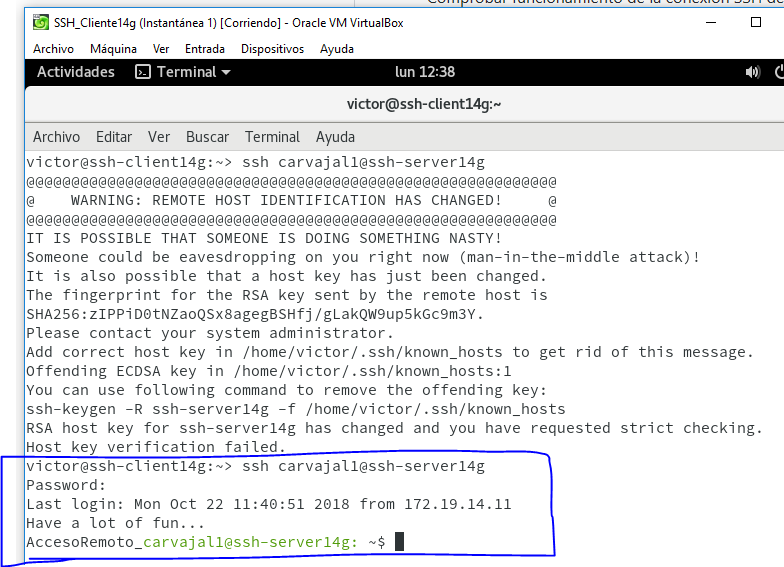 SSH_Cliente14g (Instantánea 1) [Corriendo] - Oracle VM VirtualBox
Archivo Máquina Ver Entrada Dispositivos Ayuda
Actividades Terminal lun 12:38
victor@ssh-client14g:~
Archivo Editar Ver Buscar Terminal Ayuda
victor@ssh-client14g:~> ssh carvajal1@ssh-server14g
@@@@@@@@@@@@@@@@@@@@@@@@@@@@@@@@@@@@@@@@@@@@@@@@@@@@@@@@@@@
@    WARNING: REMOTE HOST IDENTIFICATION HAS CHANGED!     @
@@@@@@@@@@@@@@@@@@@@@@@@@@@@@@@@@@@@@@@@@@@@@@@@@@@@@@@@@@@
IT IS POSSIBLE THAT SOMEONE IS DOING SOMETHING NASTY!
Someone could be eavesdropping on you right now (man-in-the-middle attack)!
It is also possible that a host key has just been changed.
The fingerprint for the RSA key sent by the remote host is
SHA256:zIPPiD0tNZaoQSx8agegBSHfj/gLakQW9up5kGc9m3Y.
Please contact your system administrator.
Add correct host key in /home/victor/.ssh/known_hosts to get rid of this message.
Offending ECDSA key in /home/victor/.ssh/known_hosts:1
You can use following command to remove the offending key:
ssh-keygen -R ssh-server14g -f /home/victor/.ssh/known_hosts
RSA host key for ssh-server14g has changed and you have requested strict checking.
Host key verification failed.
victor@ssh-client14g:~> ssh carvajal1@ssh-server14g
Password:
Last login: Mon Oct 22 11:40:51 2018 from 172.19.14.11
Have a lot of fun...
AccesoRemoto_carvajal1@ssh-server14g: ~$